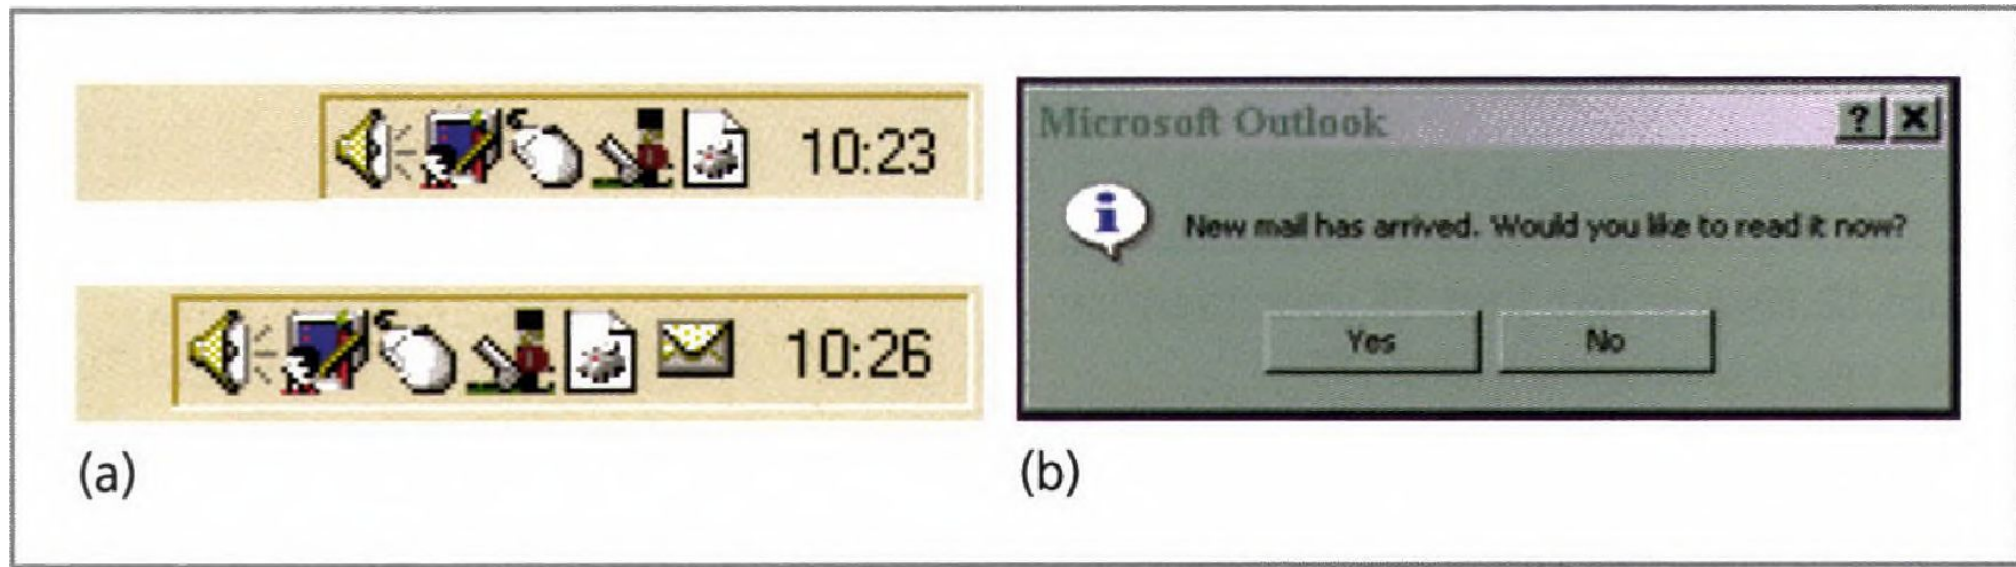 10:23
10:26
(a)
Microsoft Outlook
? X
i
New mail has arrived. Would you like to read it now?
Yes No
(b)